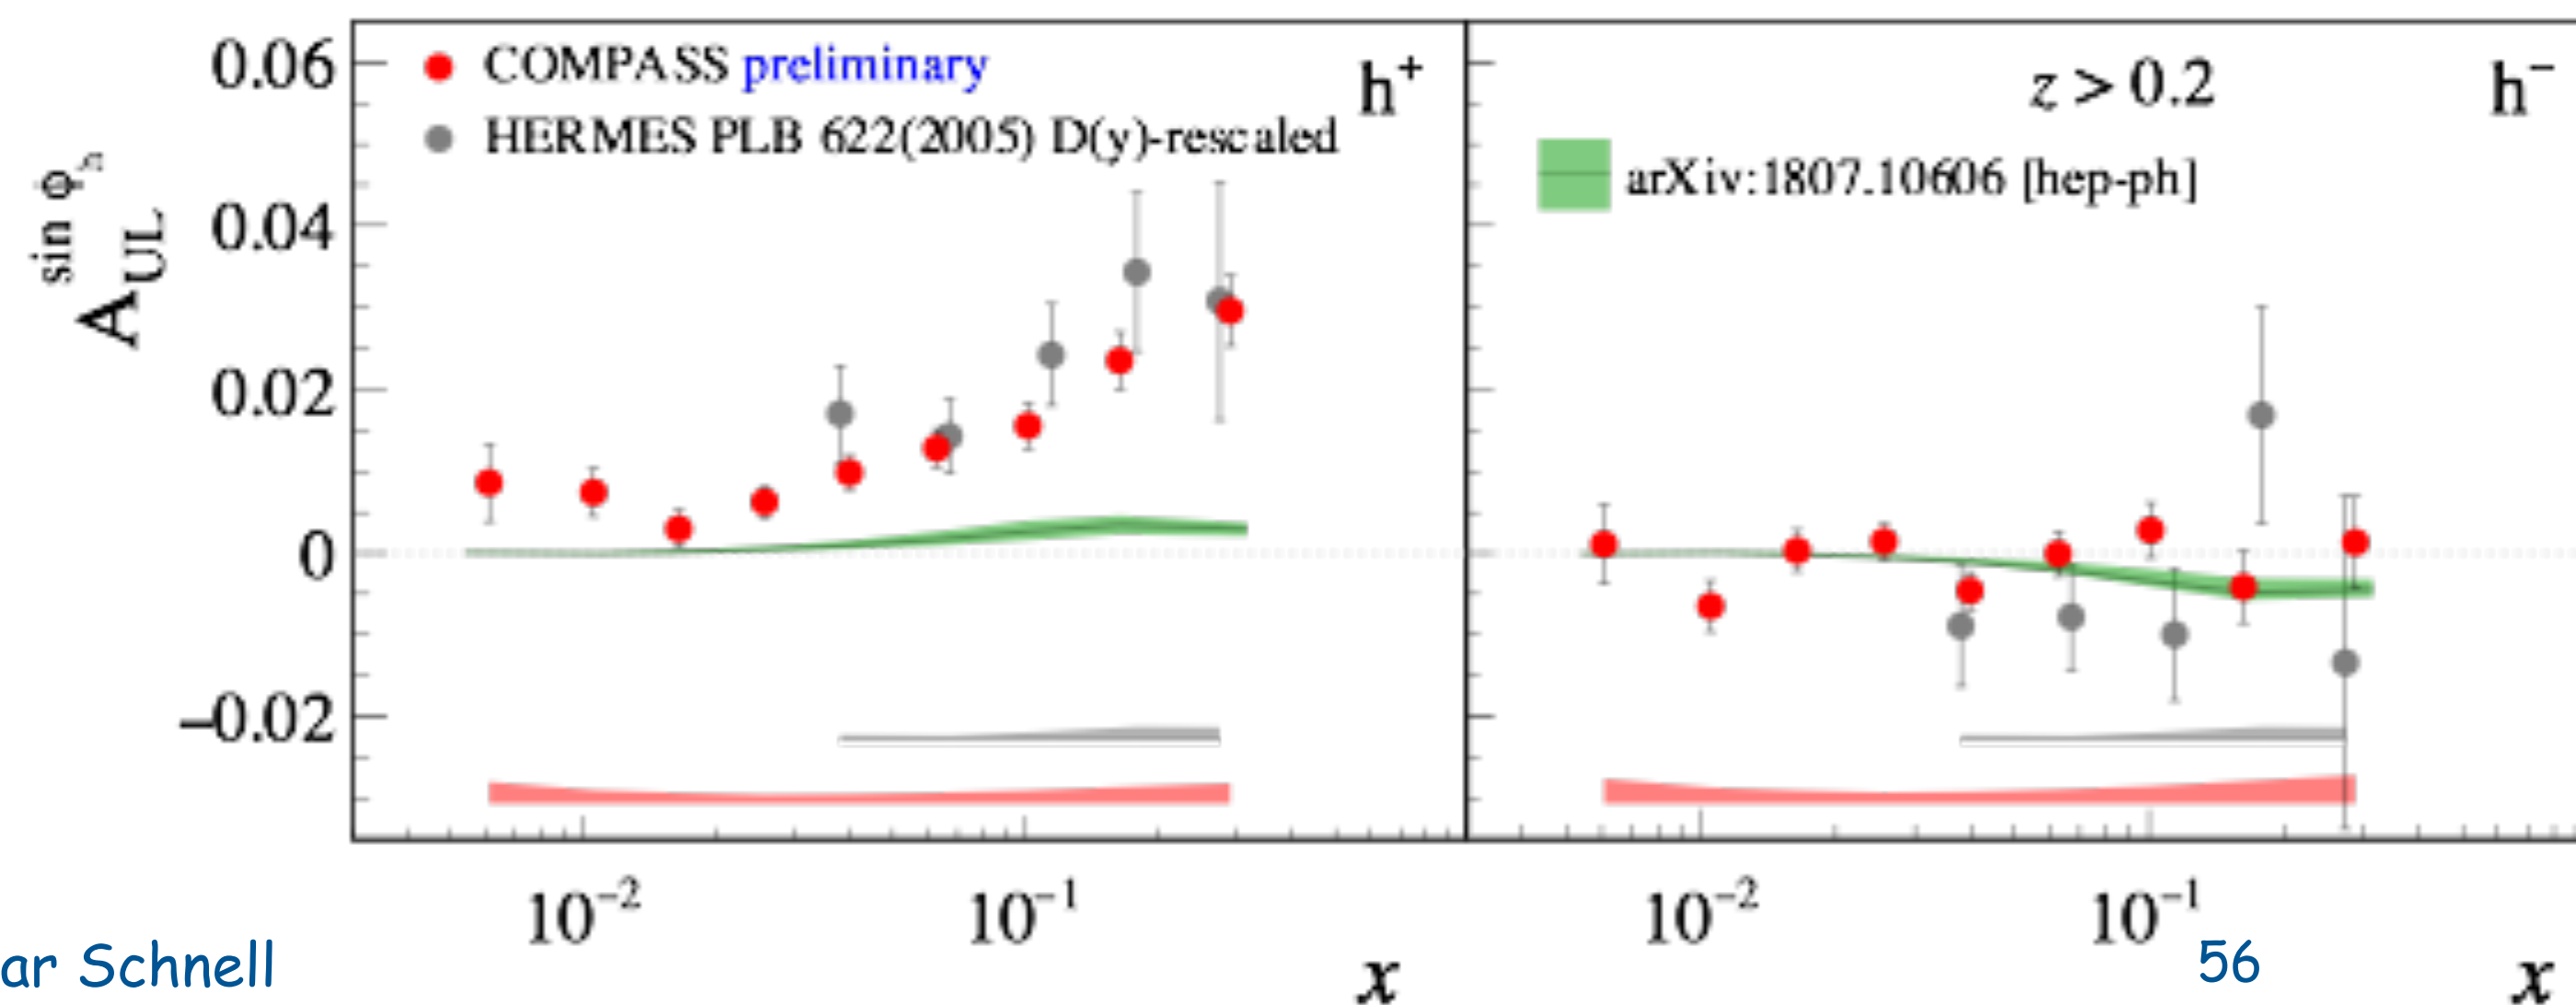 0.06
0.04
0.02
0
−0.02
A_UL^{sin ϕ_h}
COMPASS preliminary
HERMES PLB 622(2005) D(y)-rescaled
h⁺
z > 0.2
h⁻
arXiv:1807.10606 [hep-ph]
10⁻²
10⁻¹
x
10⁻²
10⁻¹
x
ar Schnell
56